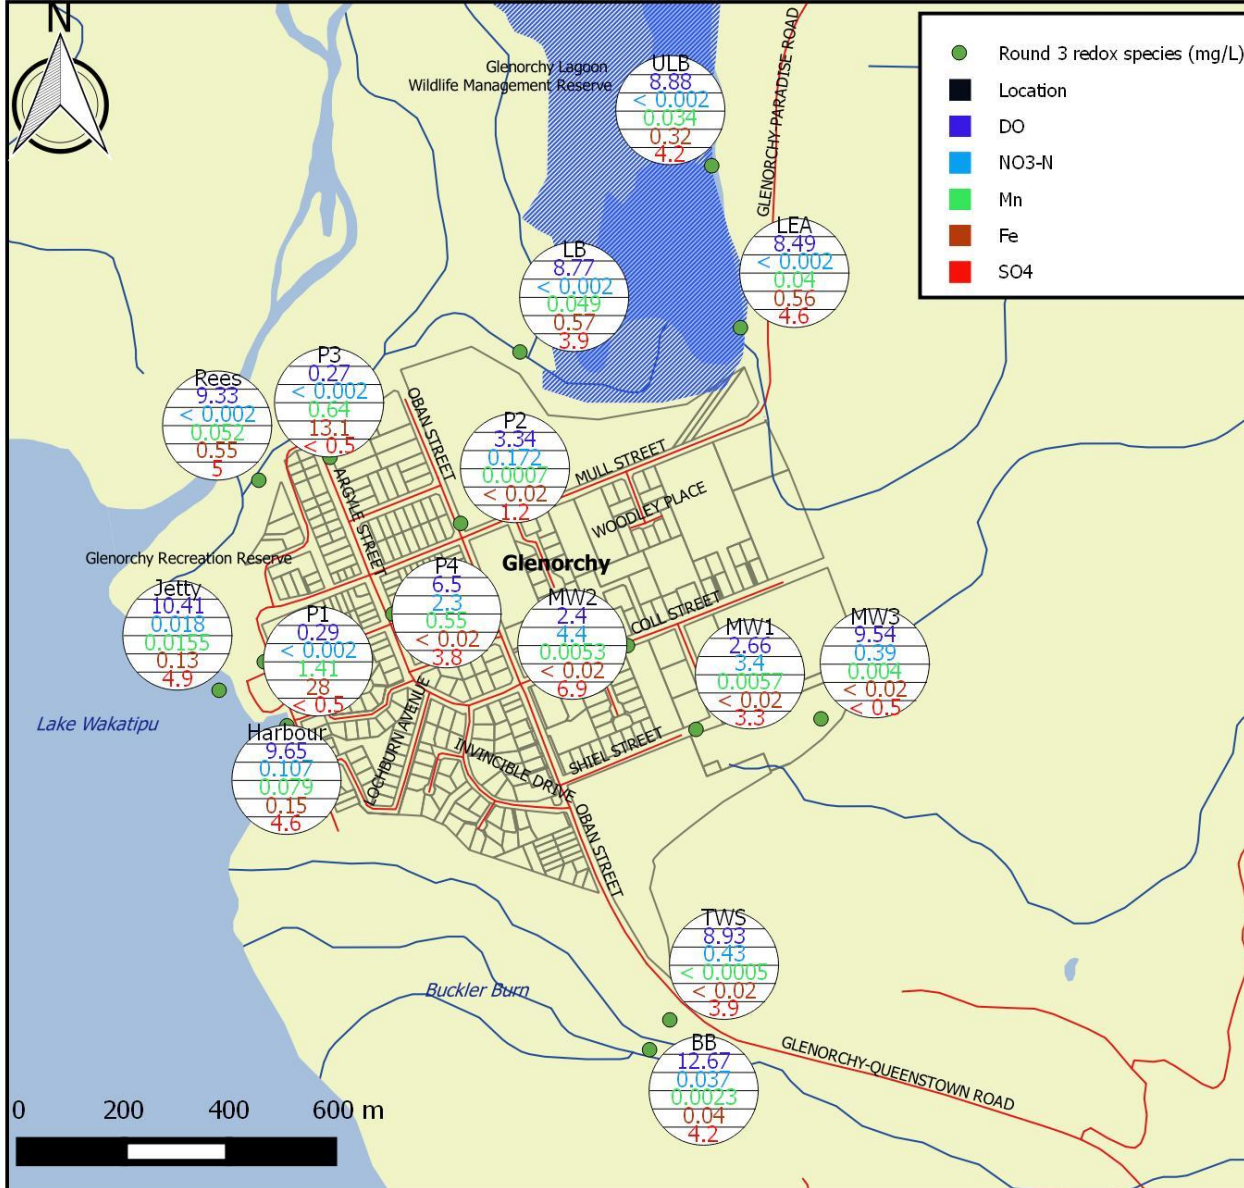 N
Glenorchy Lagoon
Wildlife Management Reserve
GLENORCHY PARADISE ROAD
Round 3 redox species (mg/L)
Location
DO
NO3-N
Mn
Fe
SO4
ULB
8.88
< 0.002
0.034
0.32
4.2
LEA
8.49
< 0.002
0.04
0.56
4.6
LB
8.77
< 0.002
0.049
0.57
3.9
P3
0.27
< 0.002
0.64
13.1
< 0.5
Rees
9.33
< 0.002
0.052
0.55
5
OBAN STREET
P2
3.34
0.172
0.0007
< 0.02
1.2
MULL STREET
WOODLEY PLACE
ARGYLE STREET
Glenorchy Recreation Reserve
Glenorchy
Jetty
10.41
0.018
0.0155
0.13
4.9
P1
0.29
< 0.002
1.41
28
< 0.5
P4
6.5
2.3
0.55
< 0.02
3.8
MW2
2.4
4.4
0.0053
< 0.02
6.9
COLL STREET
MW1
2.66
3.4
0.0057
< 0.02
3.3
MW3
9.54
0.39
0.004
< 0.02
< 0.5
Lake Wakatipu
Harbour
9.65
0.107
0.079
0.15
4.6
LOCHBURN AVENUE
INVINCIBLE DRIVE
SHIEL STREET
OBAN STREET
TWS
8.93
0.43
< 0.0005
< 0.02
3.9
Buckler Burn
BB
12.67
0.037
0.0023
0.04
4.2
GLENORCHY-QUEENSTOWN ROAD
0 200 400 600 m